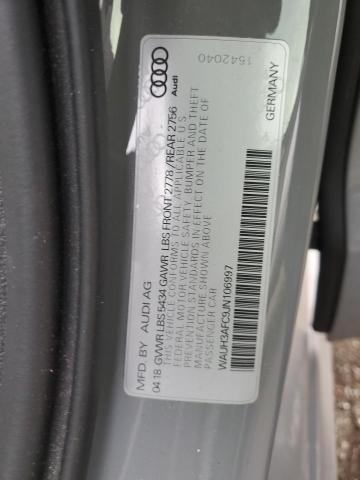 MFD. BY AUDI AG
04 18 GVWR LBS 5434 GAWR LBS FRONT 2778 / REAR 2756
THIS VEHICLE CONFORMS TO ALL APPLICABLE U.S.
FEDERAL MOTOR VEHICLE SAFETY, BUMPER AND THEFT
PREVENTION STANDARDS IN EFFECT ON THE DATE OF
MANUFACTURE SHOWN ABOVE
PASSENGER CAR
WAUH3AFC9JN106997
Audi
1542040
GERMANY